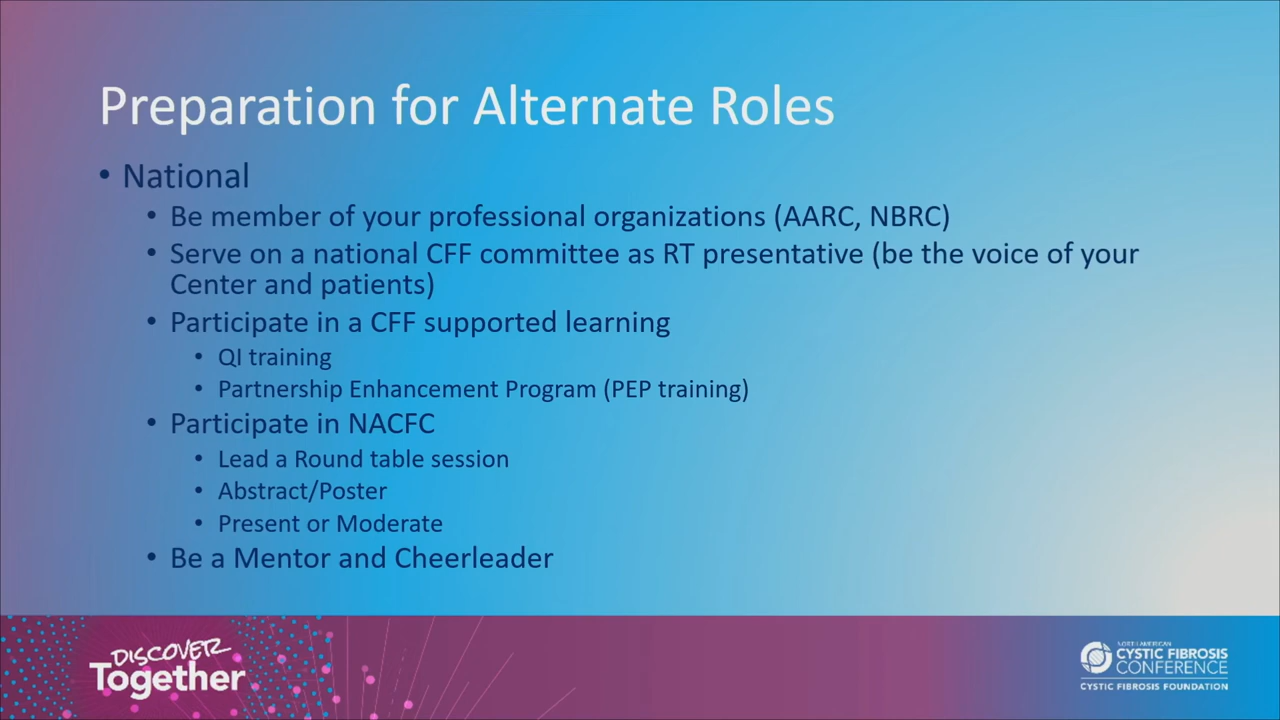 Preparation for Alternate Roles
• National
• Be member of your professional organizations (AARC, NBRC)
• Serve on a national CFF committee as RT presentative (be the voice of your
Center and patients)
• Participate in a CFF supported learning
• QI training
• Partnership Enhancement Program (PEP training)
• Participate in NACFC
• Lead a Round table session
• Abstract/Poster
• Present or Moderate
• Be a Mentor and Cheerleader
DISCOVER
Together
NORTH AMERICAN
CYSTIC FIBROSIS
CONFERENCE
CYSTIC FIBROSIS FOUNDATION